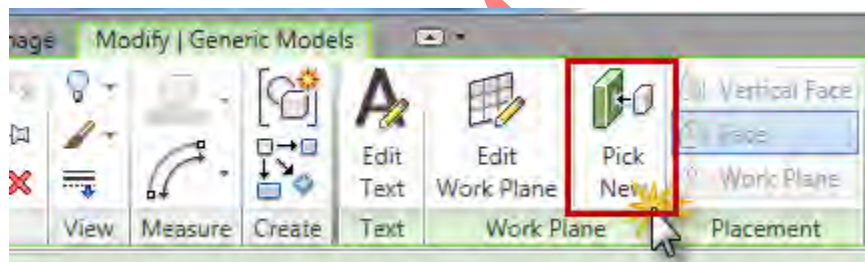 nage Modify | Generic Models
Edit Text
Edit Work Plane
Pick New
Vertical Face
Face
Work Plane
View Measure Create Text Work Plane Placement